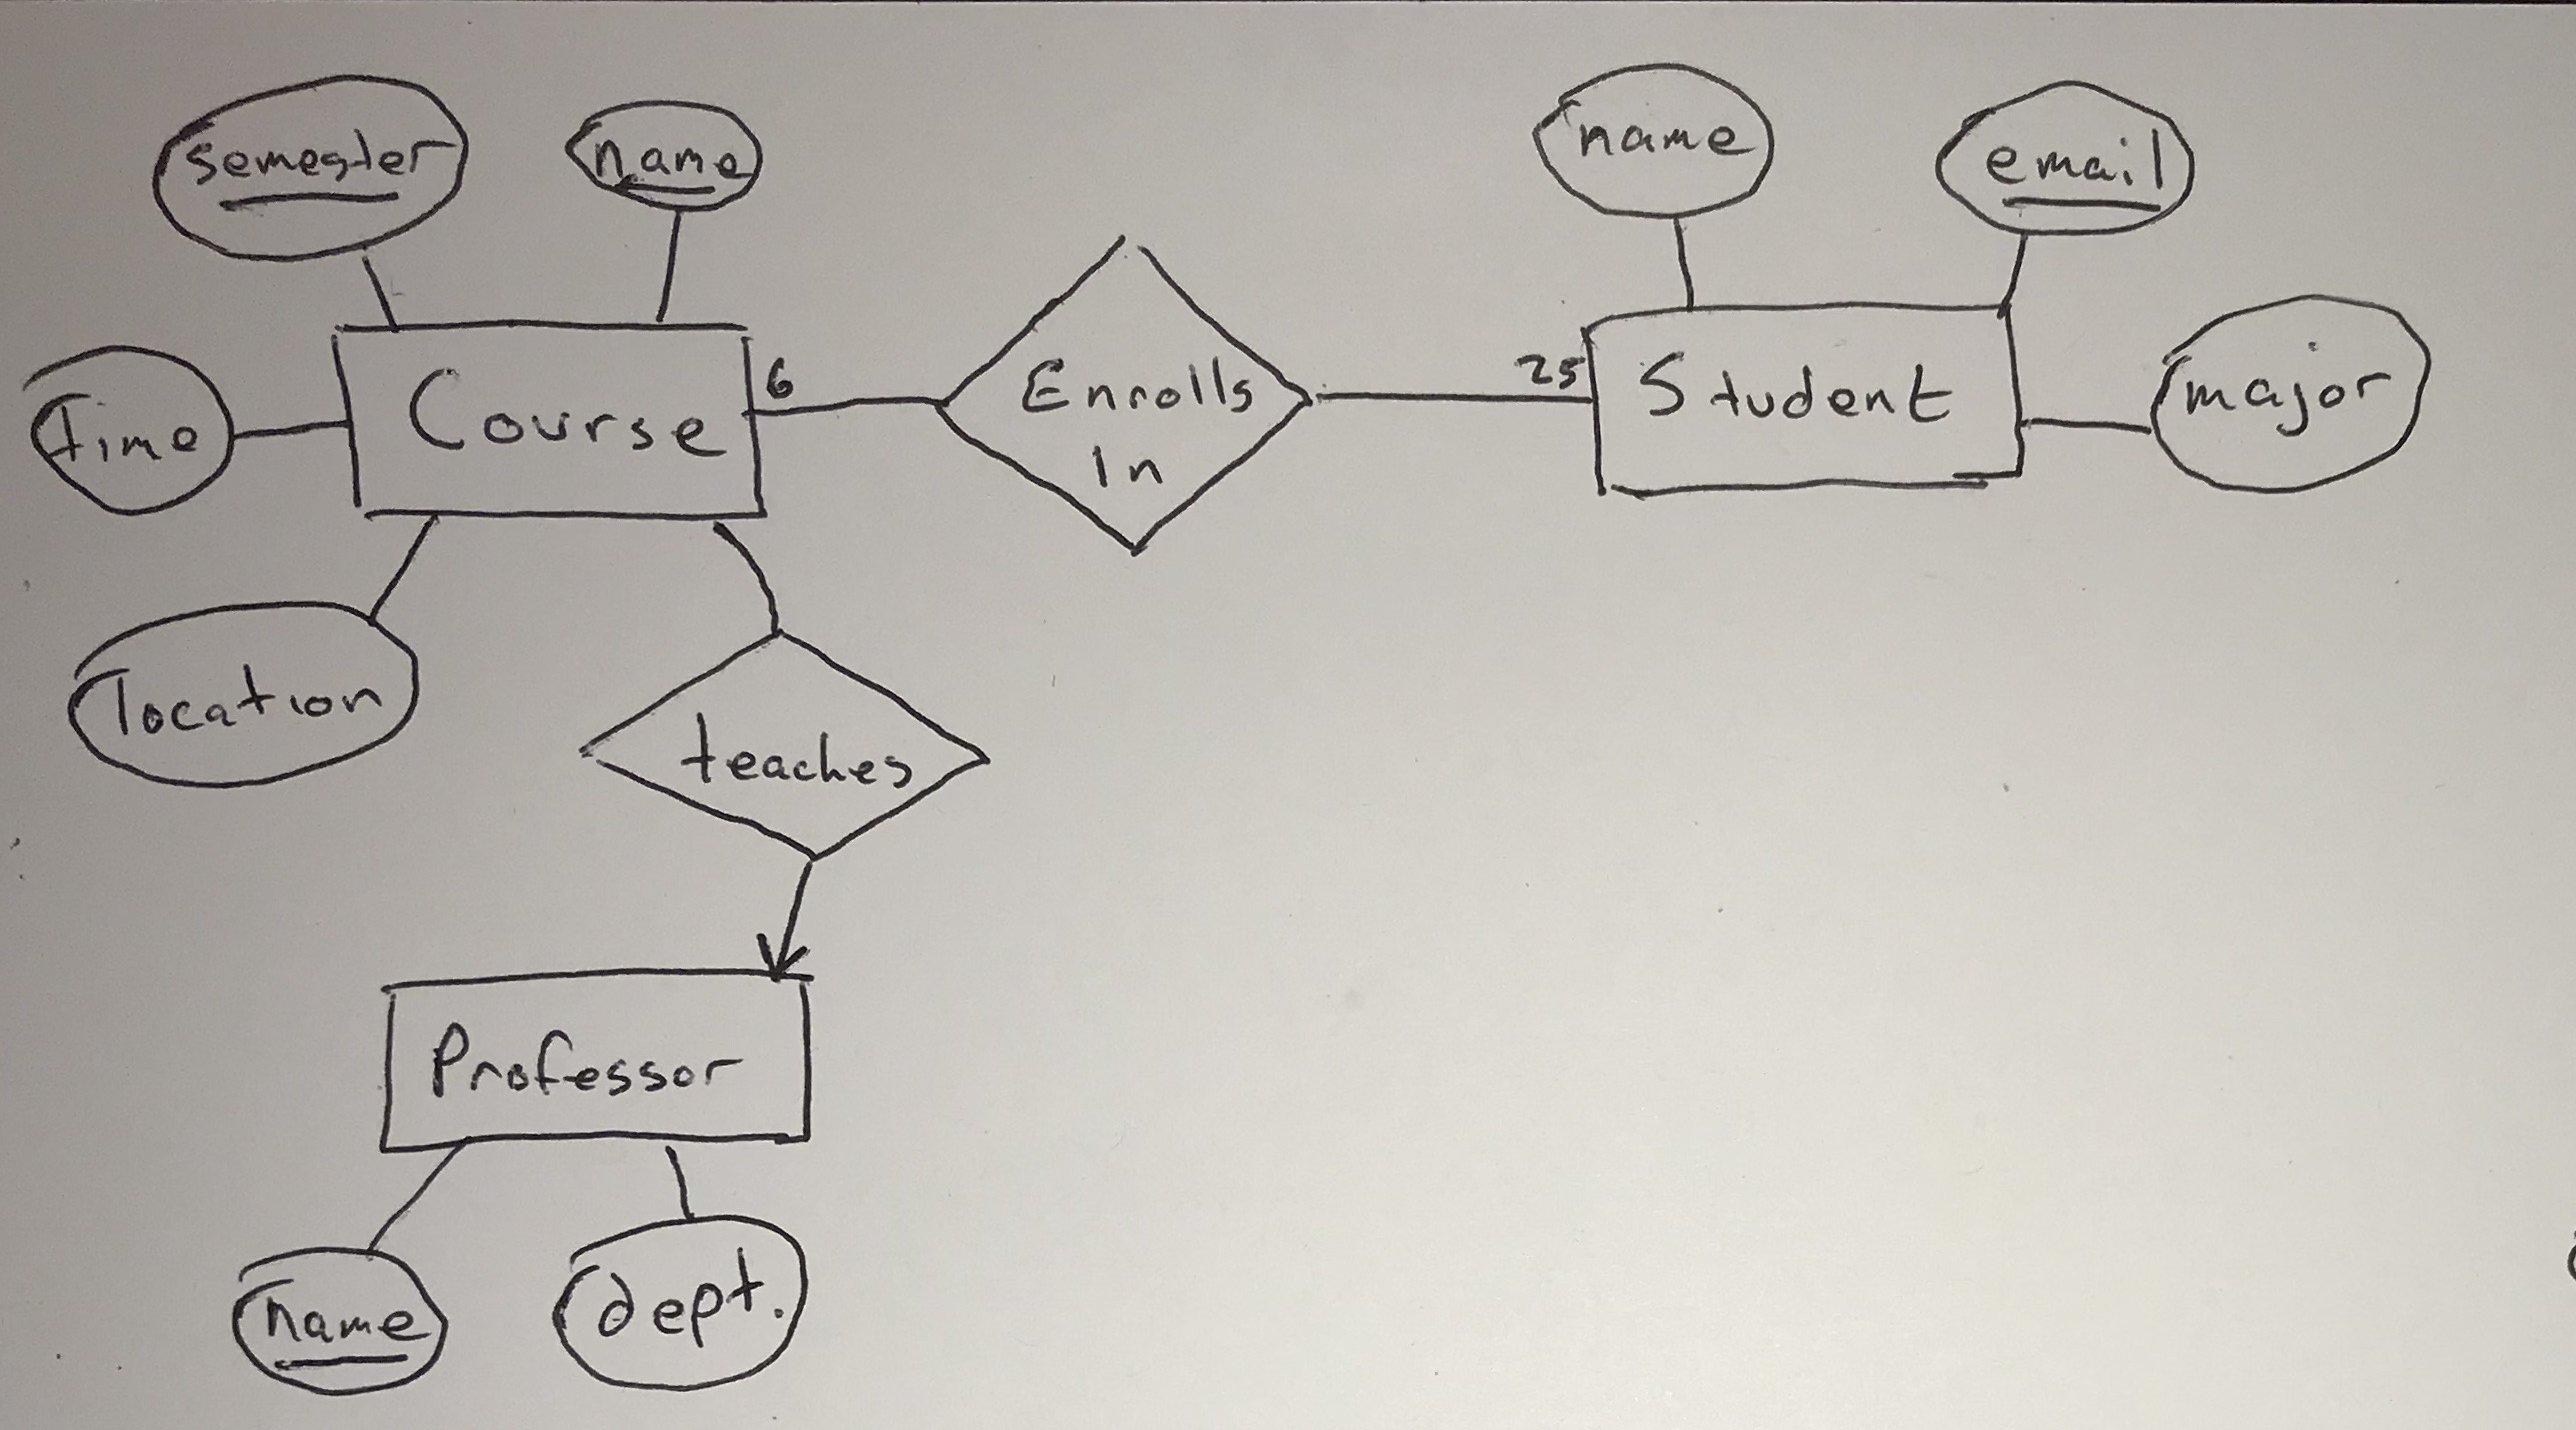 semester
name
name
email
time
Course
6
Enrolls
In
25
Student
major
location
teaches
Professor
name
dept.